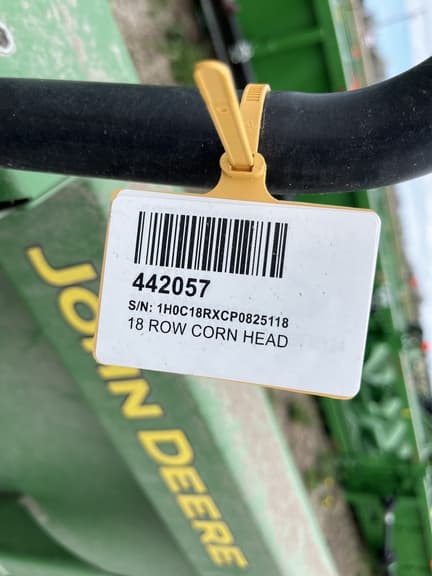 442057
S/N: 1H0C18RXCP0825118
18 ROW CORN HEAD
JOHN DEERE